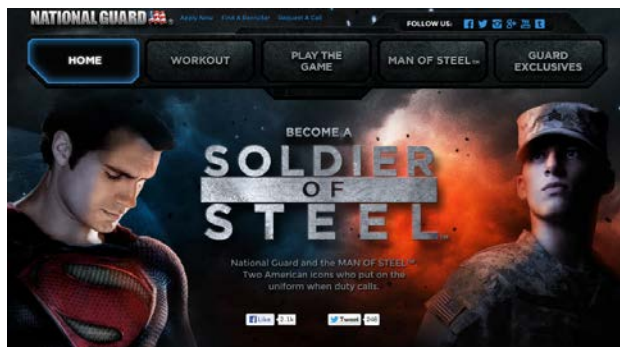 NATIONAL GUARD
Apply Now Find A Recruiter Request A Call
FOLLOW US:
HOME
WORKOUT
PLAY THE
GAME
MAN OF STEEL
GUARD
EXCLUSIVES
BECOME A
SOLDIER
OF
STEEL
National Guard and the MAN OF STEEL™
Two American icons who put on the
uniform when duty calls.
Like 2.1k
Tweet 248